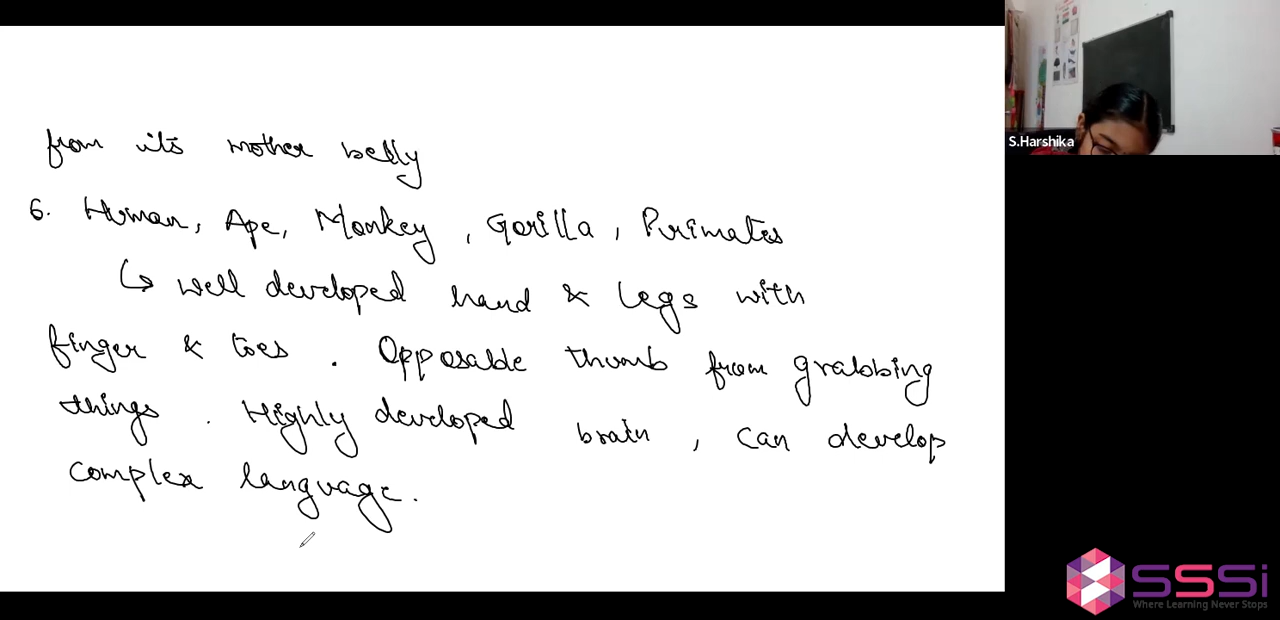 from its mother belly
6. Human, Ape, Monkey, Gorilla, Primates
↳ well developed hand & legs with
finger & toes. Opposable thumb from grabbing
things. Highly developed brain, can develop
complex language.
S.Harshika
SSSi
Where Learning Never Stops